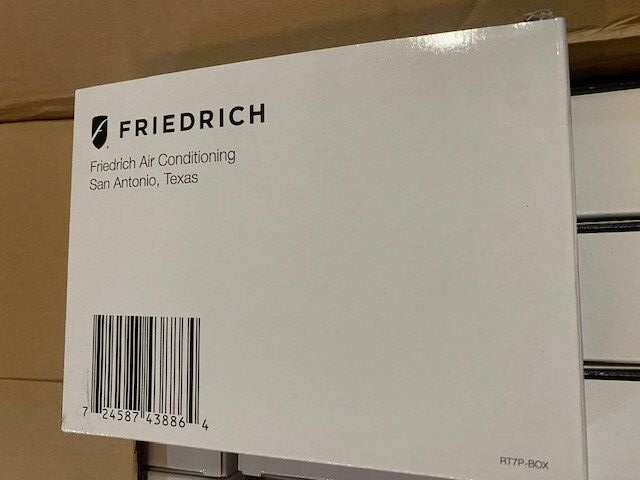 FRIEDRICH
Friedrich Air Conditioning
San Antonio, Texas
7 24587 43886 4
RT7P-BOX